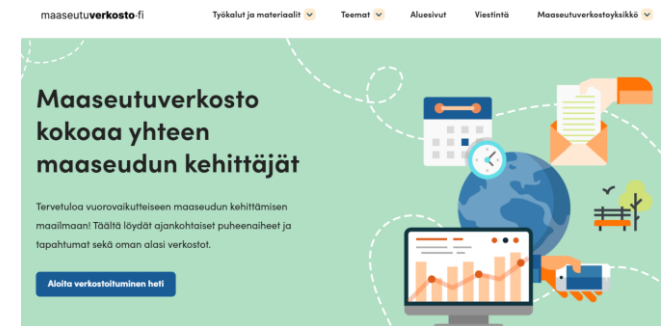 maaseutuverkosto.fi
Työkalut ja materiaalit
Teemat
Aluesivut
Viestintä
Maaseutuverkostoyksikkö
Maaseutuverkosto
kokoaa yhteen
maaseudun kehittäjät
Tervetuloa vuorovaikutteiseen maaseudun kehittämisen
maailmaan! Täältä löydät ajankohtaiset puheenaiheet ja
tapahtumat sekä oman alasi verkostot.
Aloita verkostoituminen heti